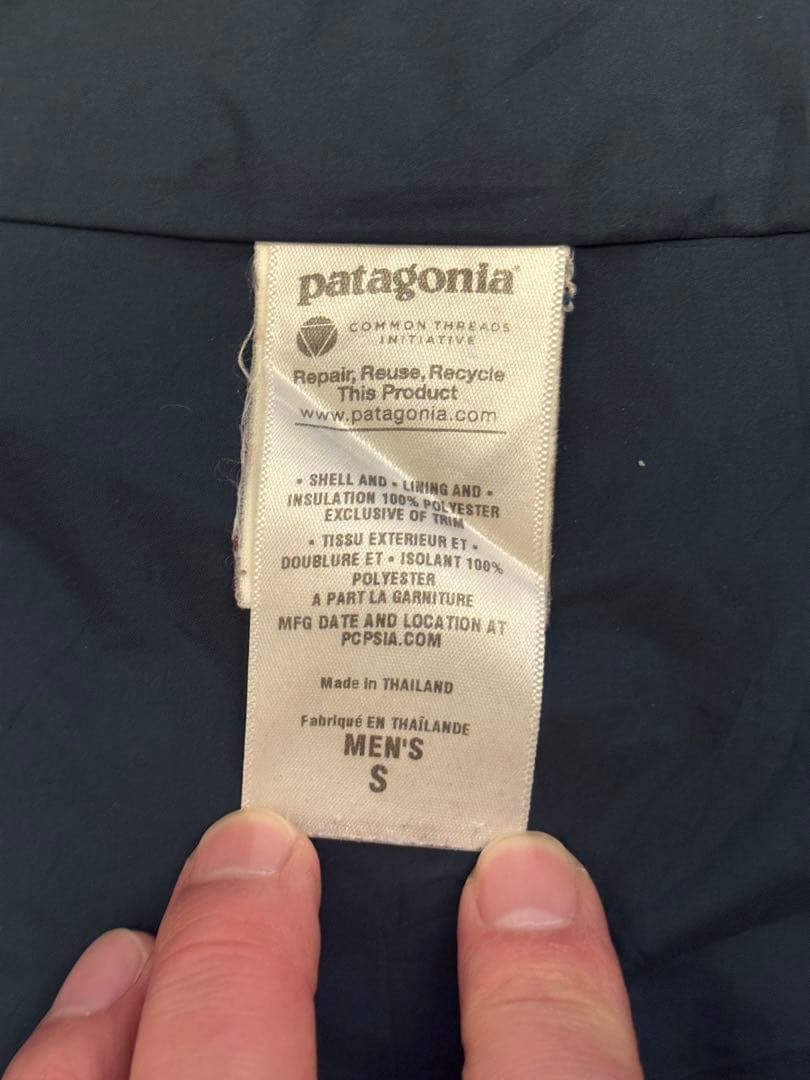 patagonia
COMMON THREADS
INITIATIVE
Repair, Reuse, Recycle
This Product
www.patagonia.com
• SHELL AND • LINING AND •
INSULATION 100% POLYESTER
EXCLUSIVE OF TRIM
• TISSU EXTERIEUR ET •
DOUBLURE ET • ISOLANT 100%
POLYESTER
A PART LA GARNITURE
MFG DATE AND LOCATION AT
PCPSIA.COM
Made in THAILAND
Fabriqué EN THAÏLANDE
MEN'S
S